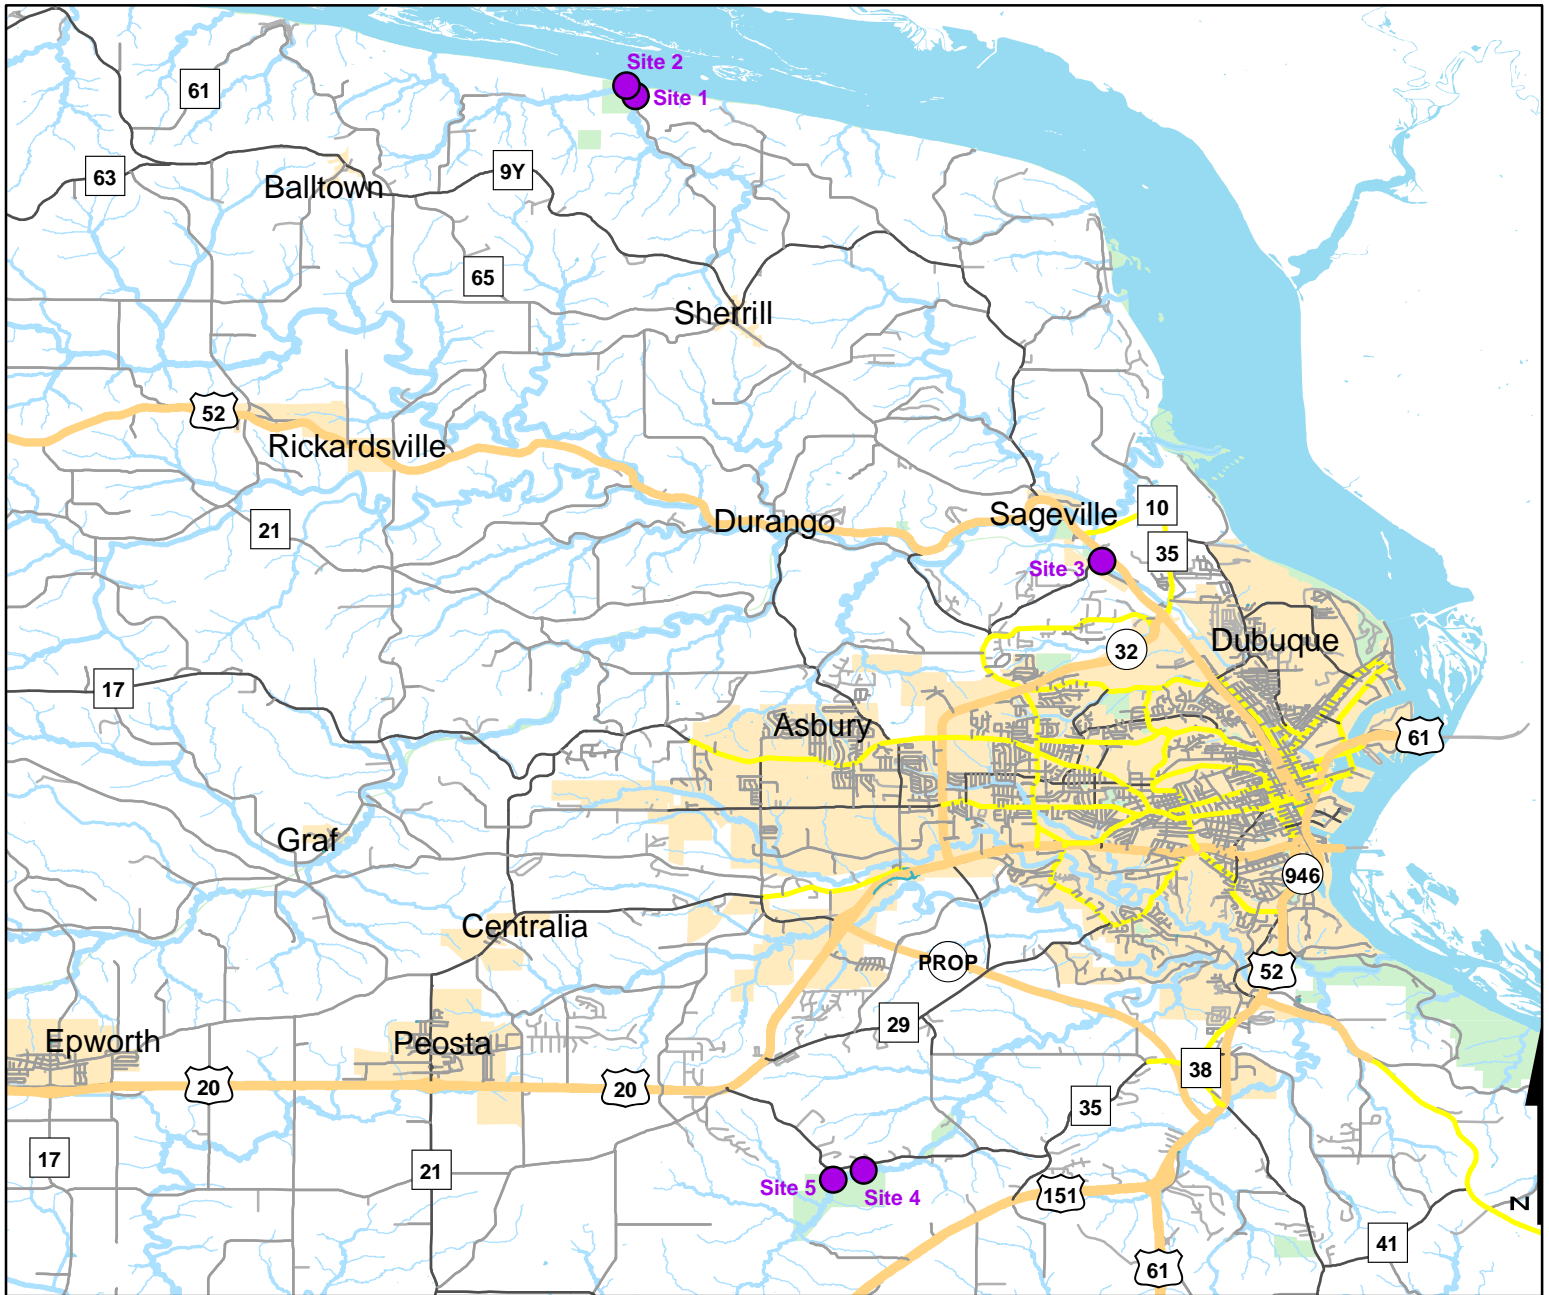 Site 2
61
Site 1
9Y
63
Balltown
65
Sherrill
52
Rickardsville
10
Sageville
Durango
21
35
Site 3
Dubuque
32
17
Asbury
61
Graf
946
Centralia
PROP
52
29
Epworth
Peosta
38
20
20
35
17
21
Site 5
Site 4
151
N
41
61